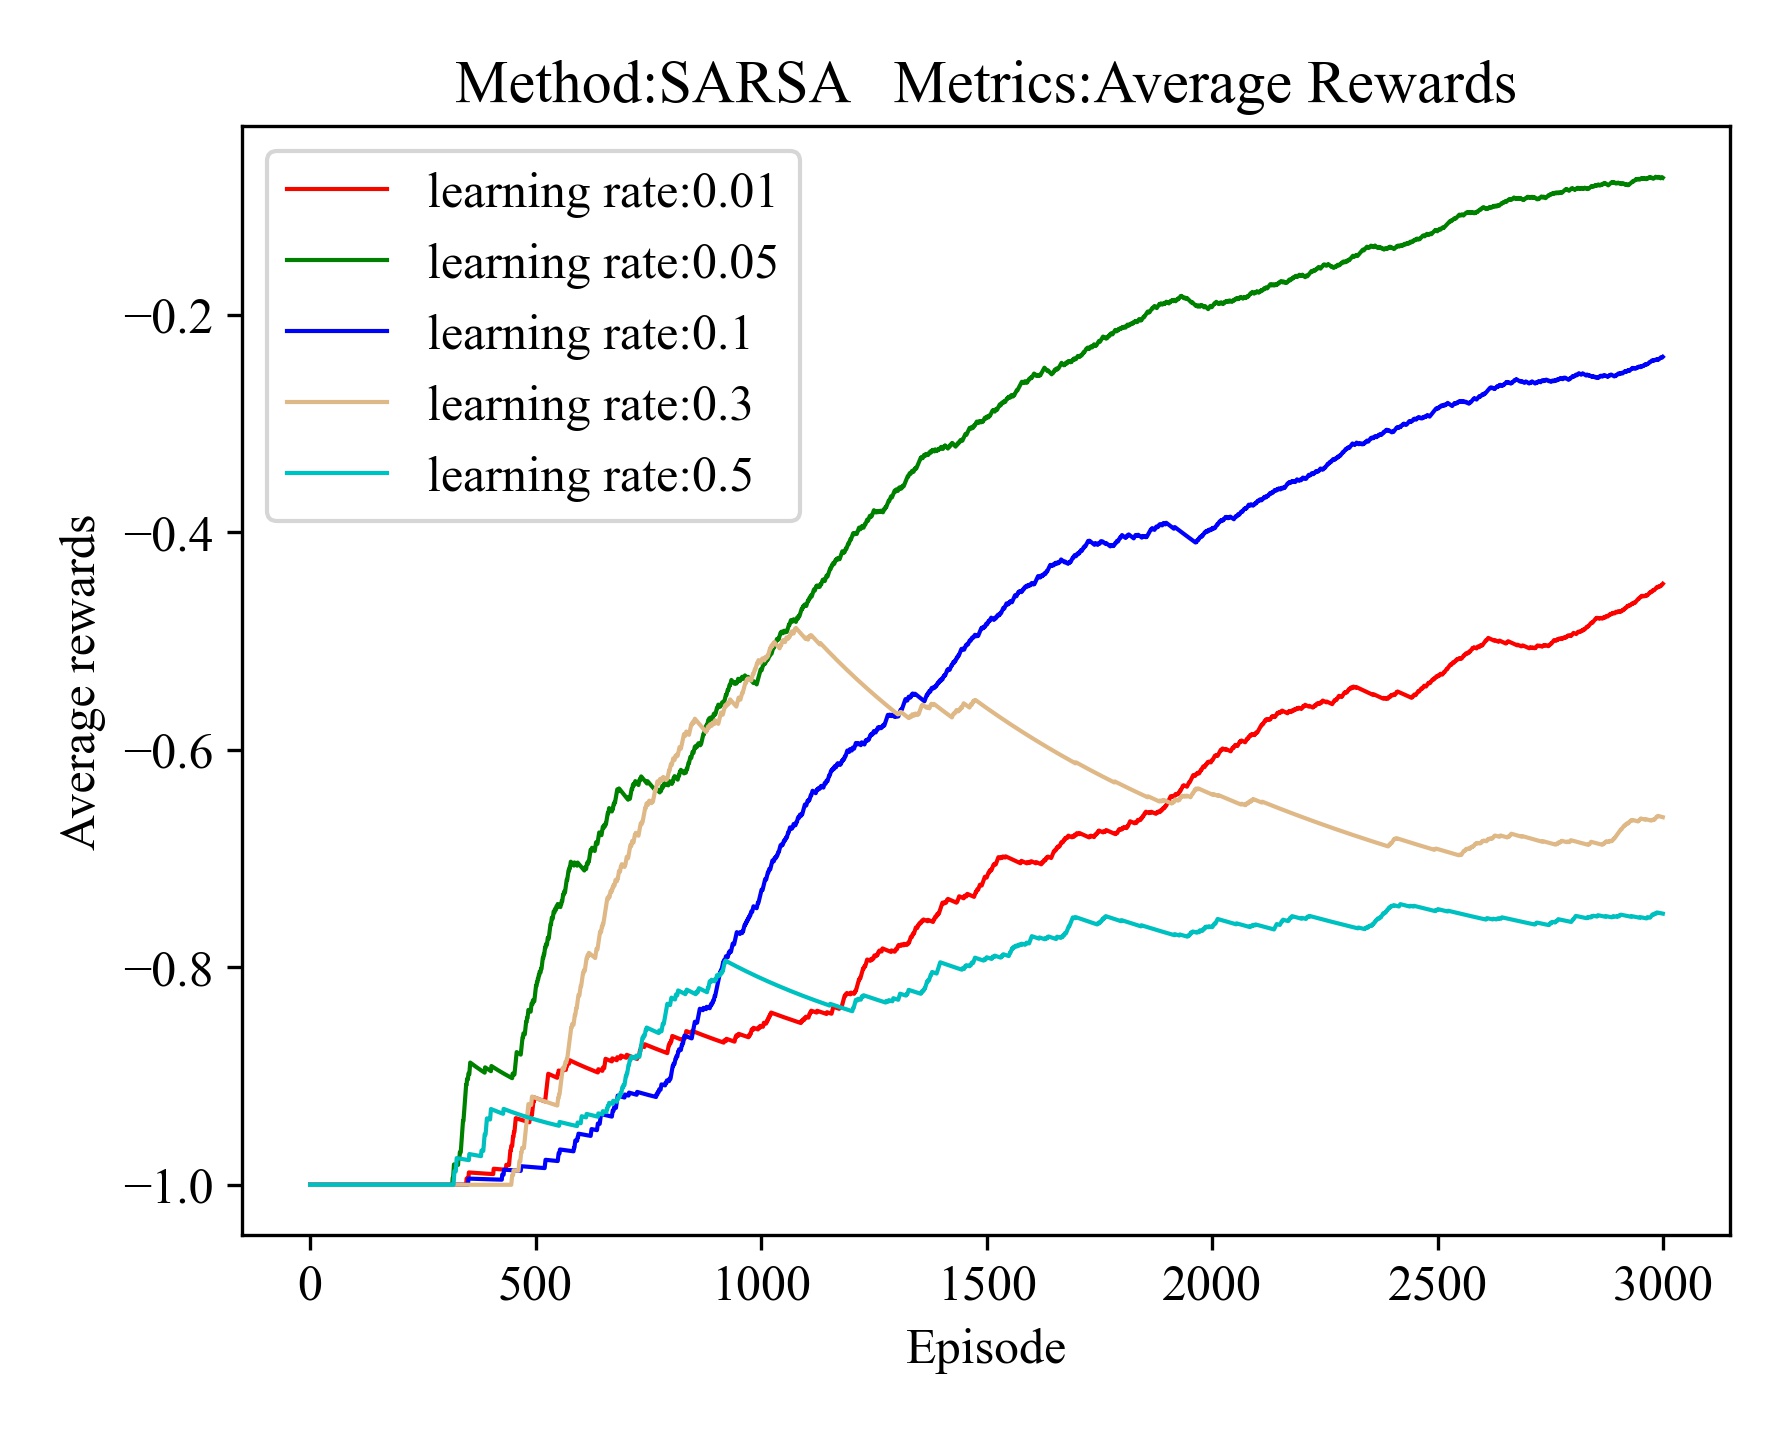 Method:SARSA   Metrics:Average Rewards
learning rate:0.01
learning rate:0.05
learning rate:0.1
learning rate:0.3
learning rate:0.5
Average rewards
−0.2
−0.4
−0.6
−0.8
−1.0
0 500 1000 1500 2000 2500 3000
Episode